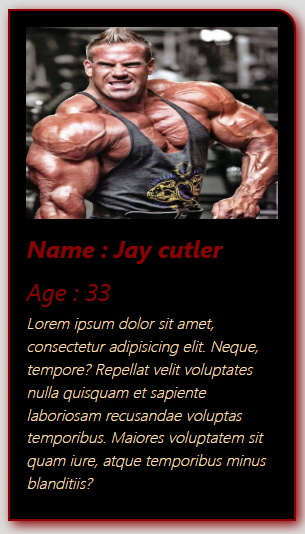 Name : Jay cutler
Age : 33
Lorem ipsum dolor sit amet,
consectetur adipisicing elit. Neque,
tempore? Repellat velit voluptates
nulla quisquam et sapiente
laboriosam recusandae voluptas
temporibus. Maiores voluptatem sit
quam iure, atque temporibus minus
blanditiis?